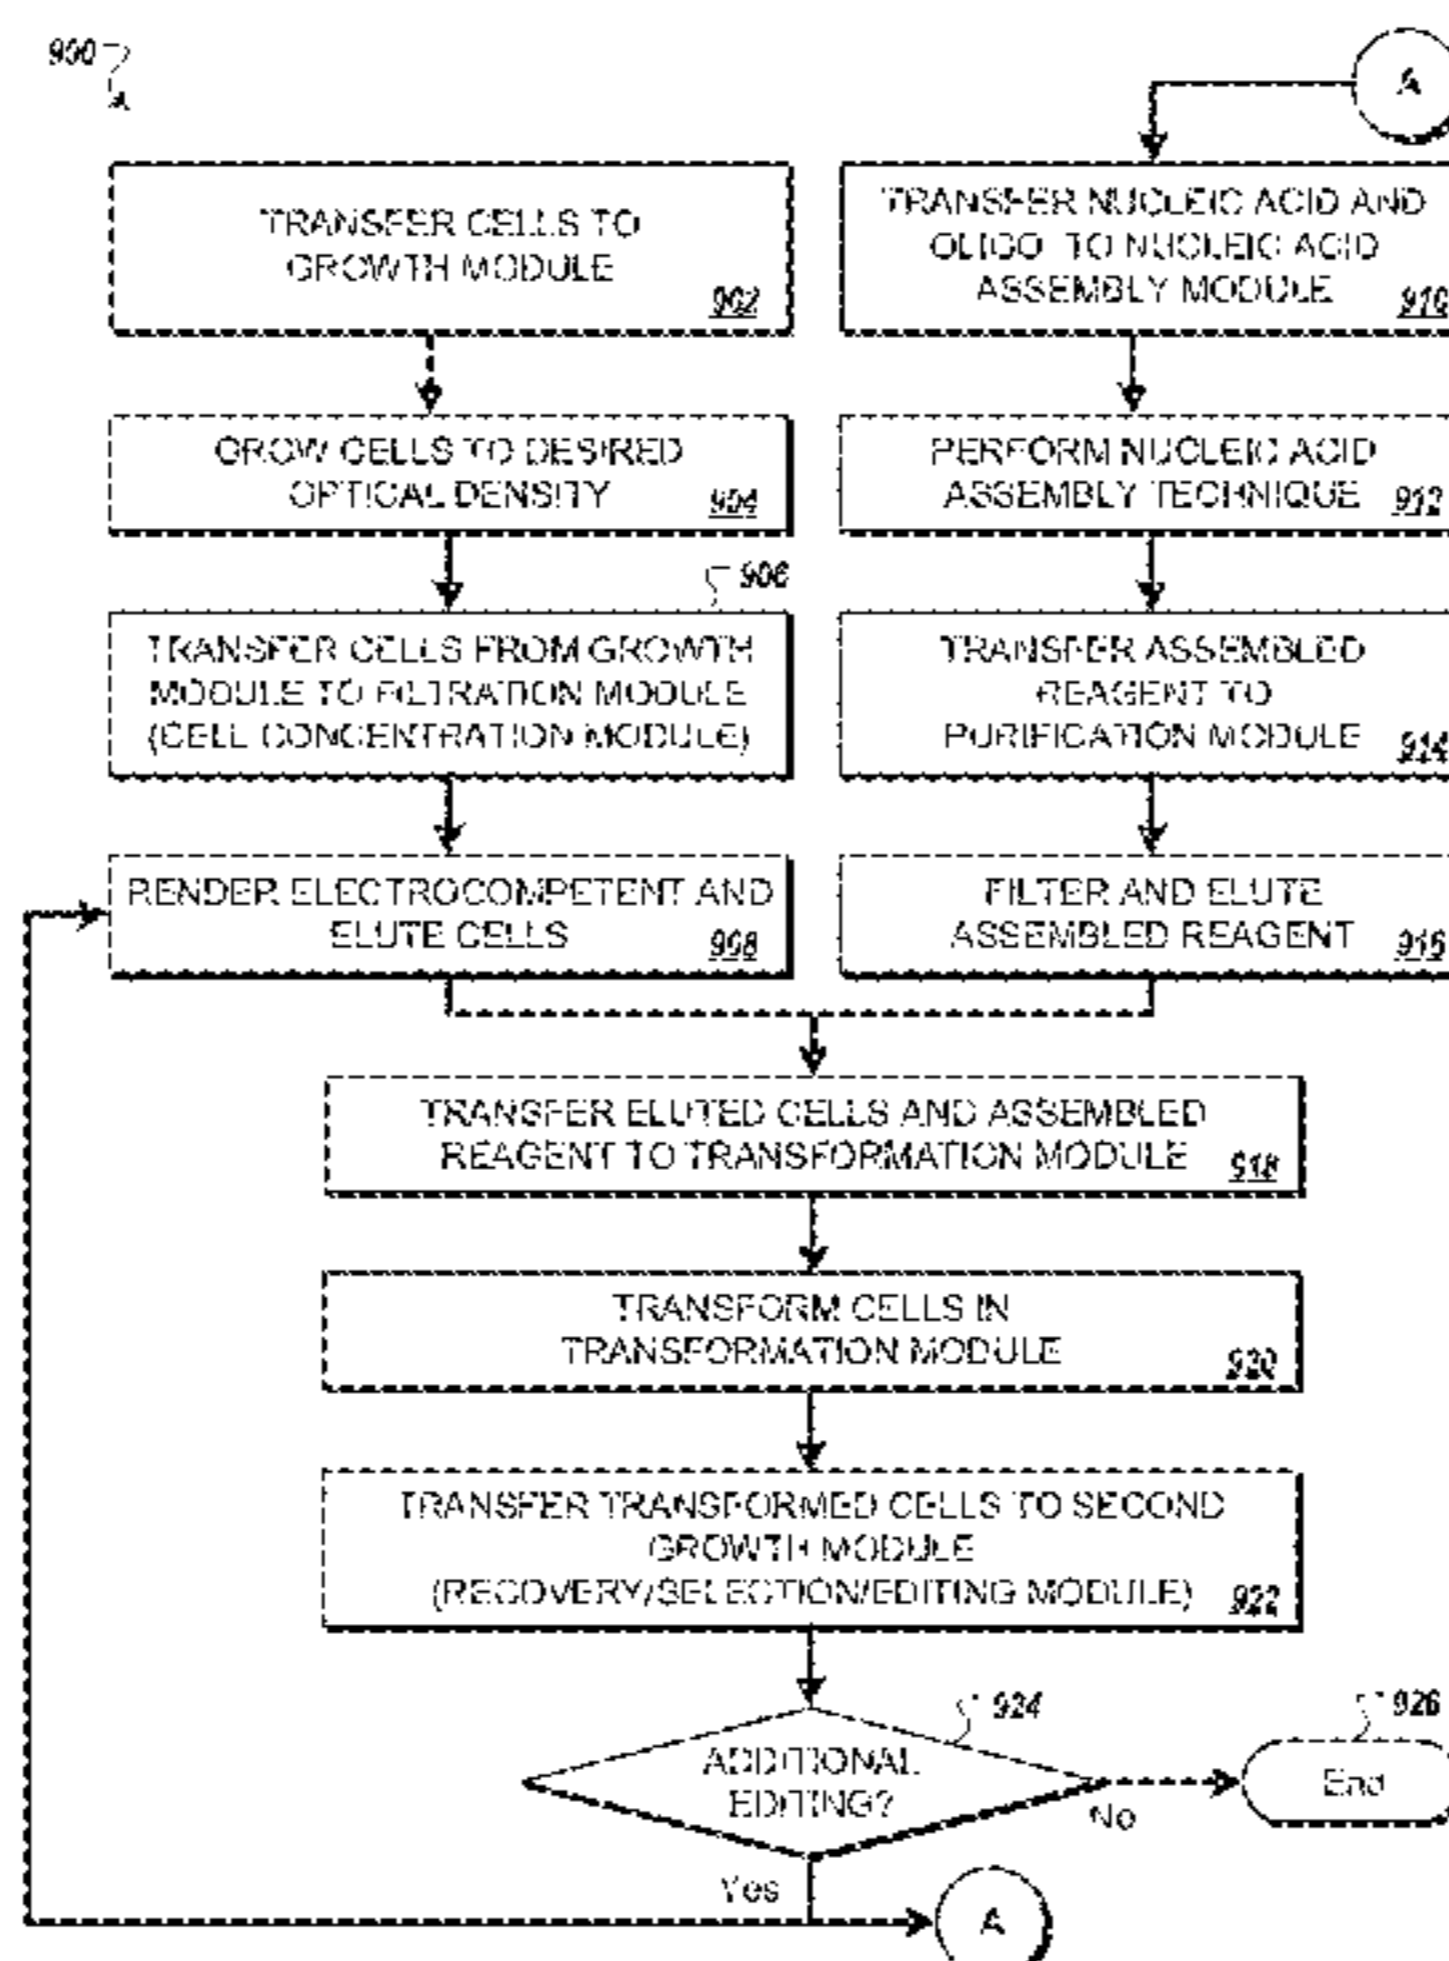 900
A
TRANSFER CELLS TO
GROWTH MODULE
902
GROW CELLS TO DESIRED
OPTICAL DENSITY
904
906
TRANSFER CELLS FROM GROWTH
MODULE TO FILTRATION MODULE
(CELL CONCENTRATION MODULE)
RENDER ELECTROCOMPETENT AND
ELUTE CELLS
908
TRANSFER NUCLEIC ACID AND
OLIGO TO NUCLEIC ACID
ASSEMBLY MODULE
910
PERFORM NUCLEIC ACID
ASSEMBLY TECHNIQUE
912
TRANSFER ASSEMBLED
REAGENT TO
PURIFICATION MODULE
914
FILTER AND ELUTE
ASSEMBLED REAGENT
916
TRANSFER ELUTED CELLS AND ASSEMBLED
REAGENT TO TRANSFORMATION MODULE
918
TRANSFORM CELLS IN
TRANSFORMATION MODULE
920
TRANSFER TRANSFORMED CELLS TO SECOND
GROWTH MODULE
(RECOVERY/SELECTION/EDITING MODULE)
922
924
ADDITIONAL
EDITING?
No
926
End
Yes
A